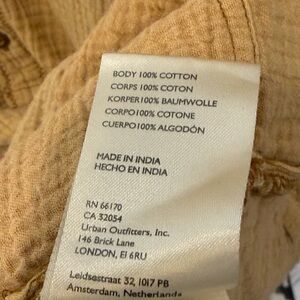 BODY 100% COTTON
CORPS 100% COTON
KORPER100% BAUMWOLLE
CORPO100% COTONE
CUERPO100% ALGODÓN
MADE IN INDIA
HECHO EN INDIA
RN 66170
CA 32054
Urban Outfitters, Inc.
146 Brick Lane
LONDON, E1 6RU
Leidsestraat 32, 1017 PB
Amsterdam, Netherlands